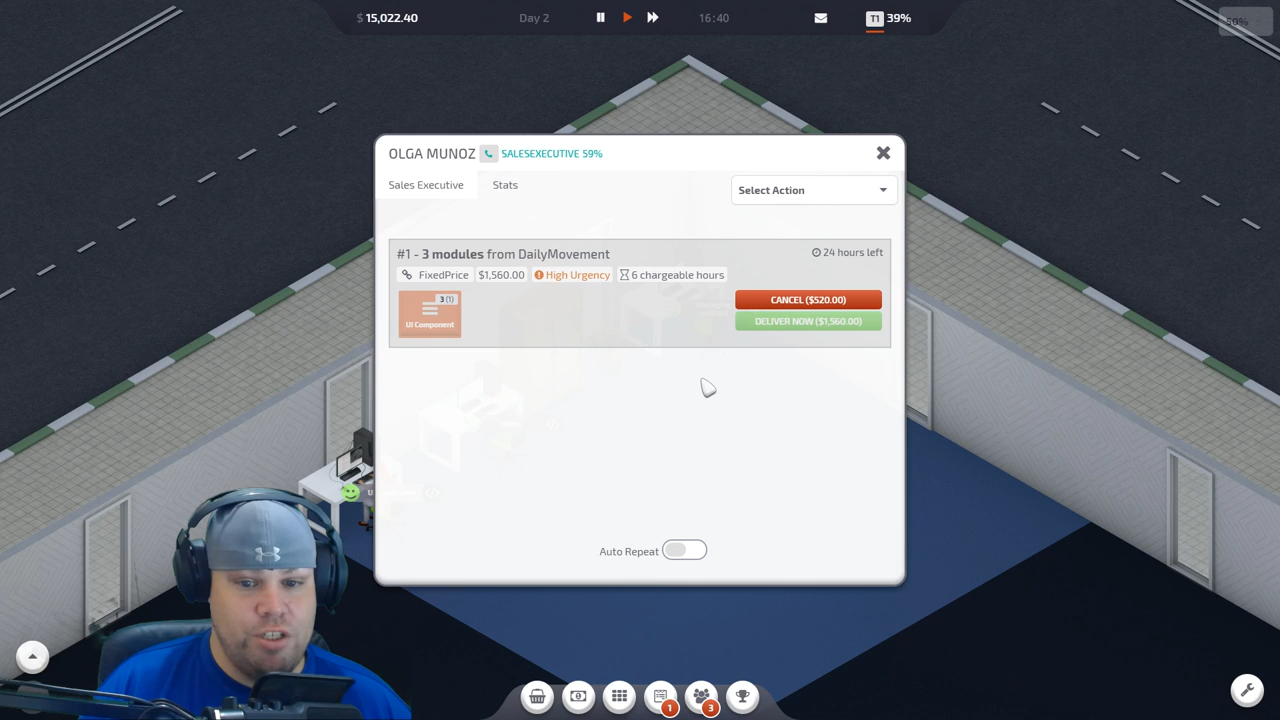 $ 15,022.40
Day 2
16:40
T1 39%
50%
OLGA MUNOZ
SALESEXECUTIVE 59%
Sales Executive
Stats
Select Action
#1 - 3 modules from DailyMovement
24 hours left
FixedPrice
$1,560.00
High Urgency
6 chargeable hours
3 (1)
UI Component
CANCEL ($520.00)
DELIVER NOW ($1,560.00)
Auto Repeat
1
3